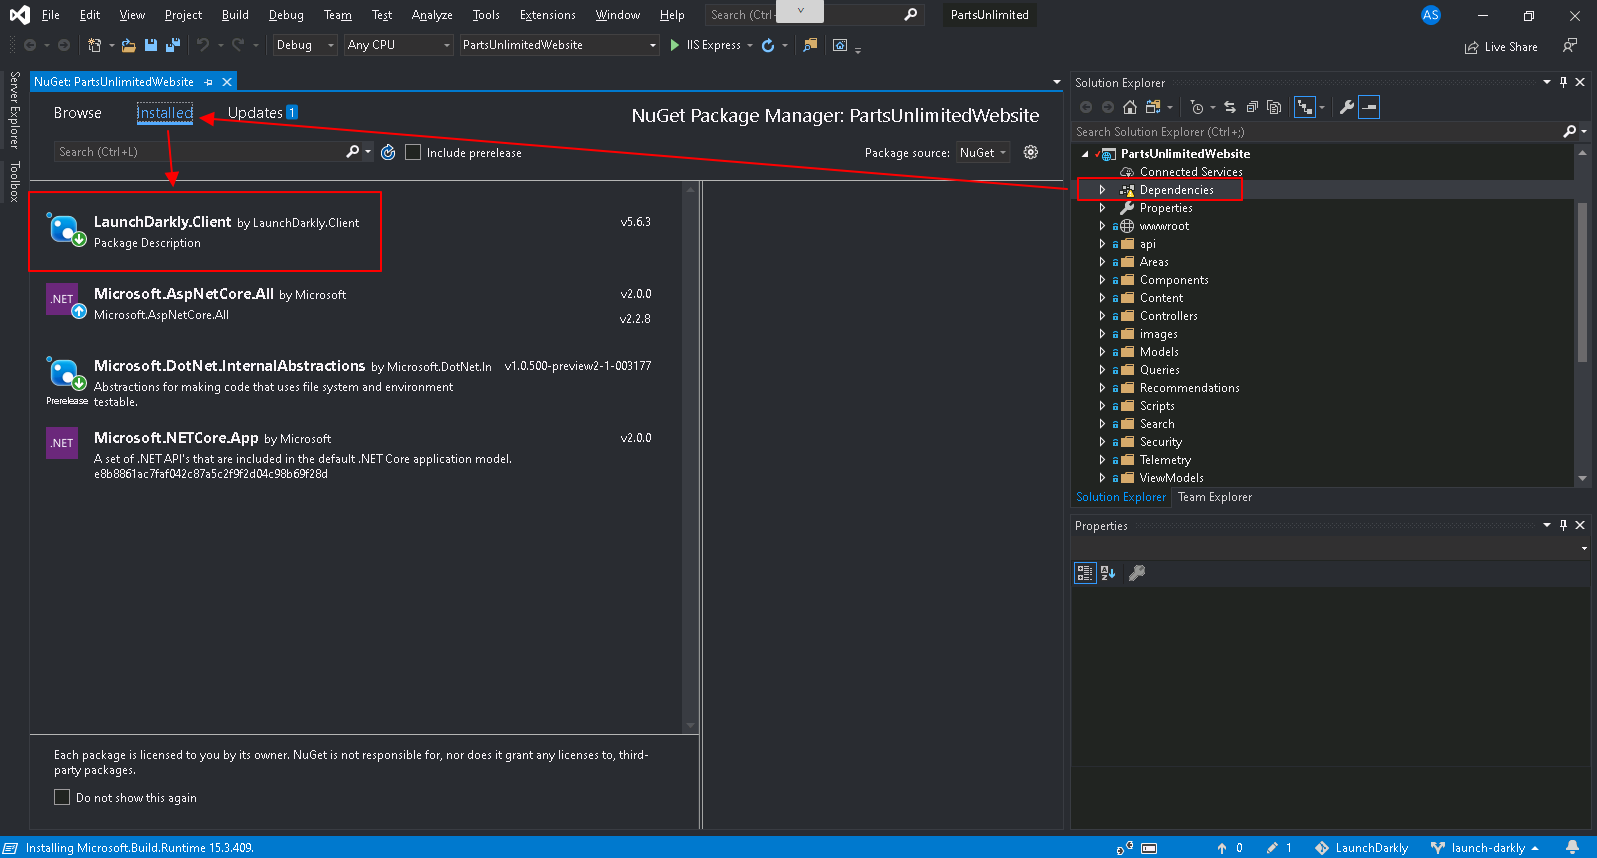 File Edit View Project Build Debug Team Test Analyze Tools Extensions Window Help Search (Ctrl- PartsUnlimited AS
Debug Any CPU PartsUnlimitedWebsite IIS Express Live Share
Server Explorer
Toolbox
NuGet: PartsUnlimitedWebsite
Browse Installed Updates 1
NuGet Package Manager: PartsUnlimitedWebsite
Search (Ctrl+L) Include prerelease Package source: NuGet
LaunchDarkly.Client by LaunchDarkly.Client v5.6.3
Package Description
.NET Microsoft.AspNetCore.All by Microsoft v2.0.0
Microsoft.AspNetCore.All v2.2.8
Microsoft.DotNet.InternalAbstractions by Microsoft.DotNet.In v1.0.500-preview2-1-003177
Abstractions for making code that uses file system and environment
Prerelease testable.
.NET Microsoft.NETCore.App by Microsoft v2.0.0
A set of .NET API's that are included in the default .NET Core application model.
e8b8861ac7faf042c87a5c2f9f2d04c98b69f28d
Each package is licensed to you by its owner. NuGet is not responsible for, nor does it grant any licenses to, third-
party packages.
Do not show this again
Solution Explorer
Search Solution Explorer (Ctrl+;)
PartsUnlimitedWebsite
Connected Services
Dependencies
Properties
wwwroot
api
Areas
Components
Content
Controllers
images
Models
Queries
Recommendations
Scripts
Search
Security
Telemetry
ViewModels
Solution Explorer Team Explorer
Properties
Installing Microsoft.Build.Runtime 15.3.409. 0 1 LaunchDarkly launch-darkly